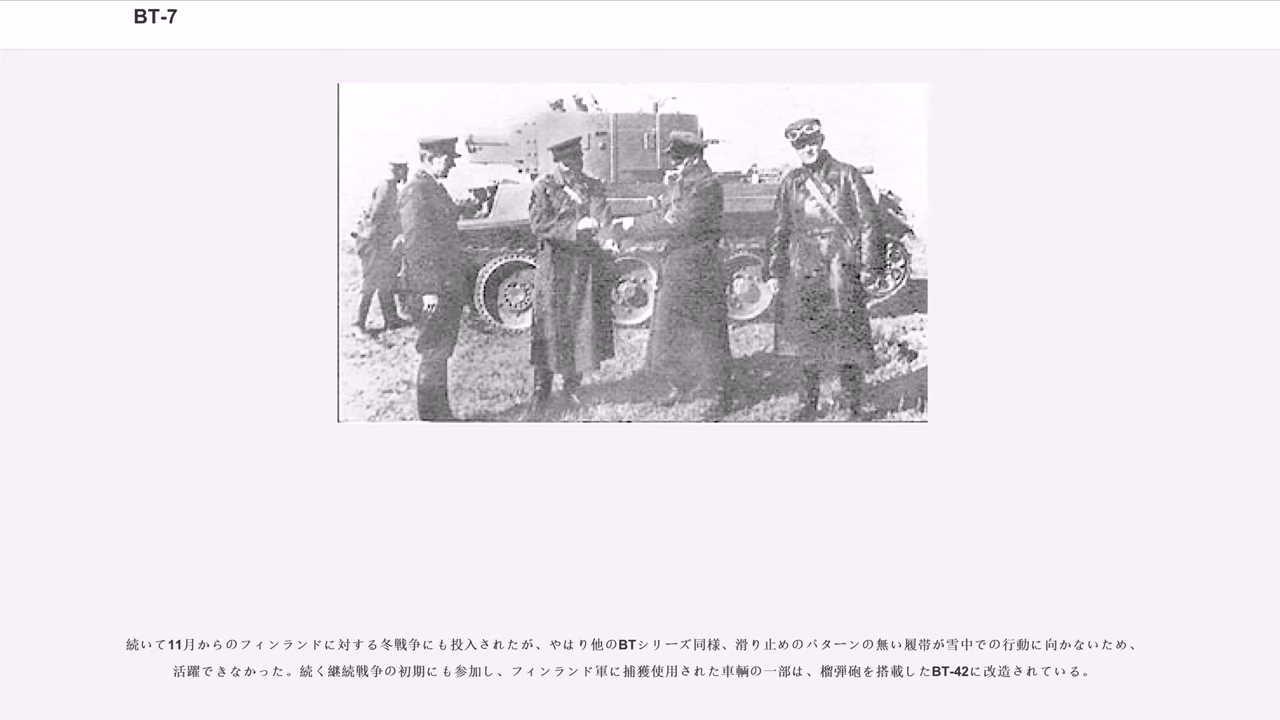 BT-7
続いて11月からのフィンランドに対する冬戦争にも投入されたが、やはり他のBTシリーズ同様、滑り止めのパターンの無い履帯が雪中での行動に向かないため、
活躍できなかった。続く継続戦争の初期にも参加し、フィンランド軍に捕獲使用された車輌の一部は、榴弾砲を搭載したBT-42に改造されている。